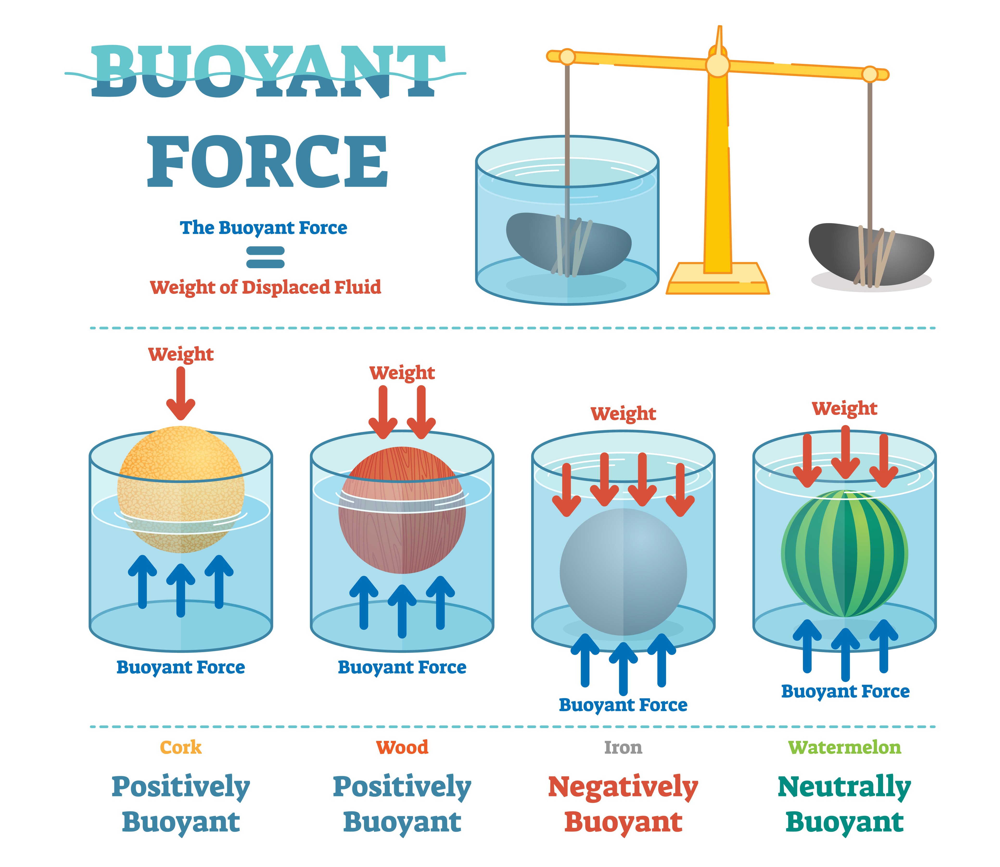 BUOYANT
FORCE
The Buoyant Force
=
Weight of Displaced Fluid
Weight
Weight
Weight
Weight
Buoyant Force
Buoyant Force
Buoyant Force
Buoyant Force
Cork
Wood
Iron
Watermelon
Positively
Buoyant
Positively
Buoyant
Negatively
Buoyant
Neutrally
Buoyant